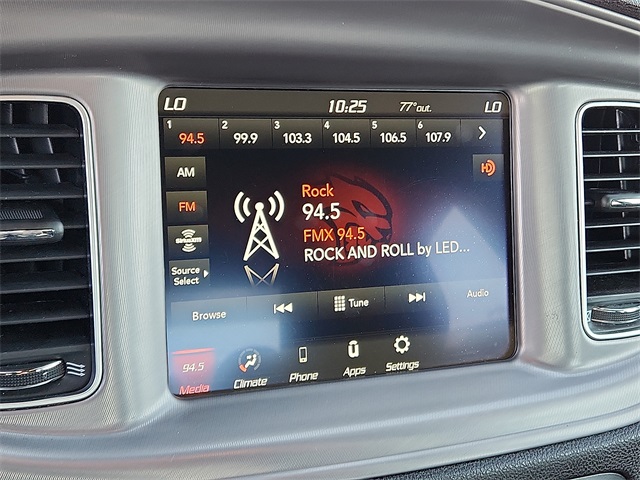 LO 10:25 77°out. LO
1 94.5 2 99.9 3 103.3 4 104.5 5 106.5 6 107.9
AM
HD
Rock
FM
94.5
FMX 94.5
SiriusXM
ROCK AND ROLL by LED...
Source
Select
Browse Tune Audio
94.5
Media Climate Phone Apps Settings